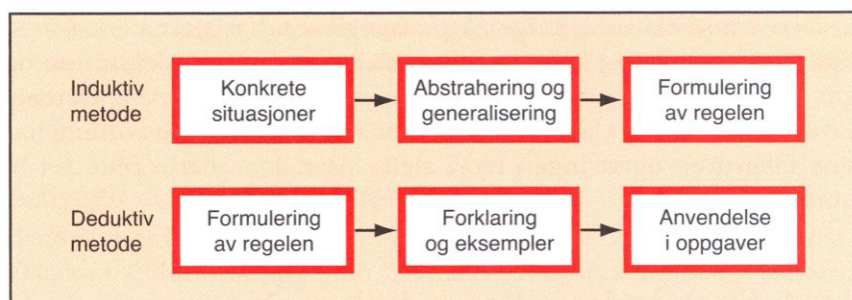 Induktiv
metode
Konkrete
situasjoner
Abstrahering og
generalisering
Formulering
av regelen
Deduktiv
metode
Formulering
av regelen
Forklaring
og eksempler
Anvendelse
i oppgaver